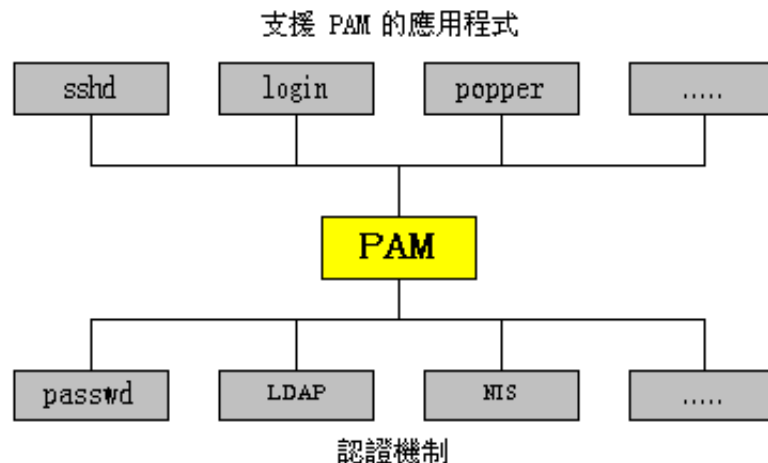 支援 PAM 的應用程式
sshd login popper .....
PAM
passwd LDAP NIS .....
認證機制